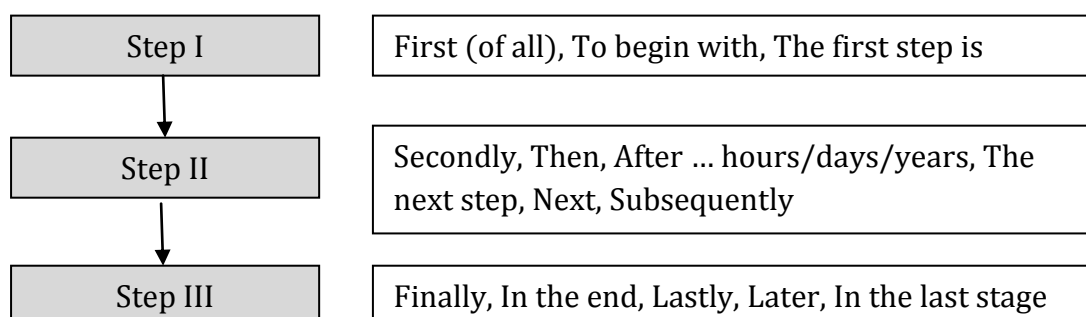 Step I
First (of all), To begin with, The first step is
Step II
Secondly, Then, After … hours/days/years, The
next step, Next, Subsequently
Step III
Finally, In the end, Lastly, Later, In the last stage